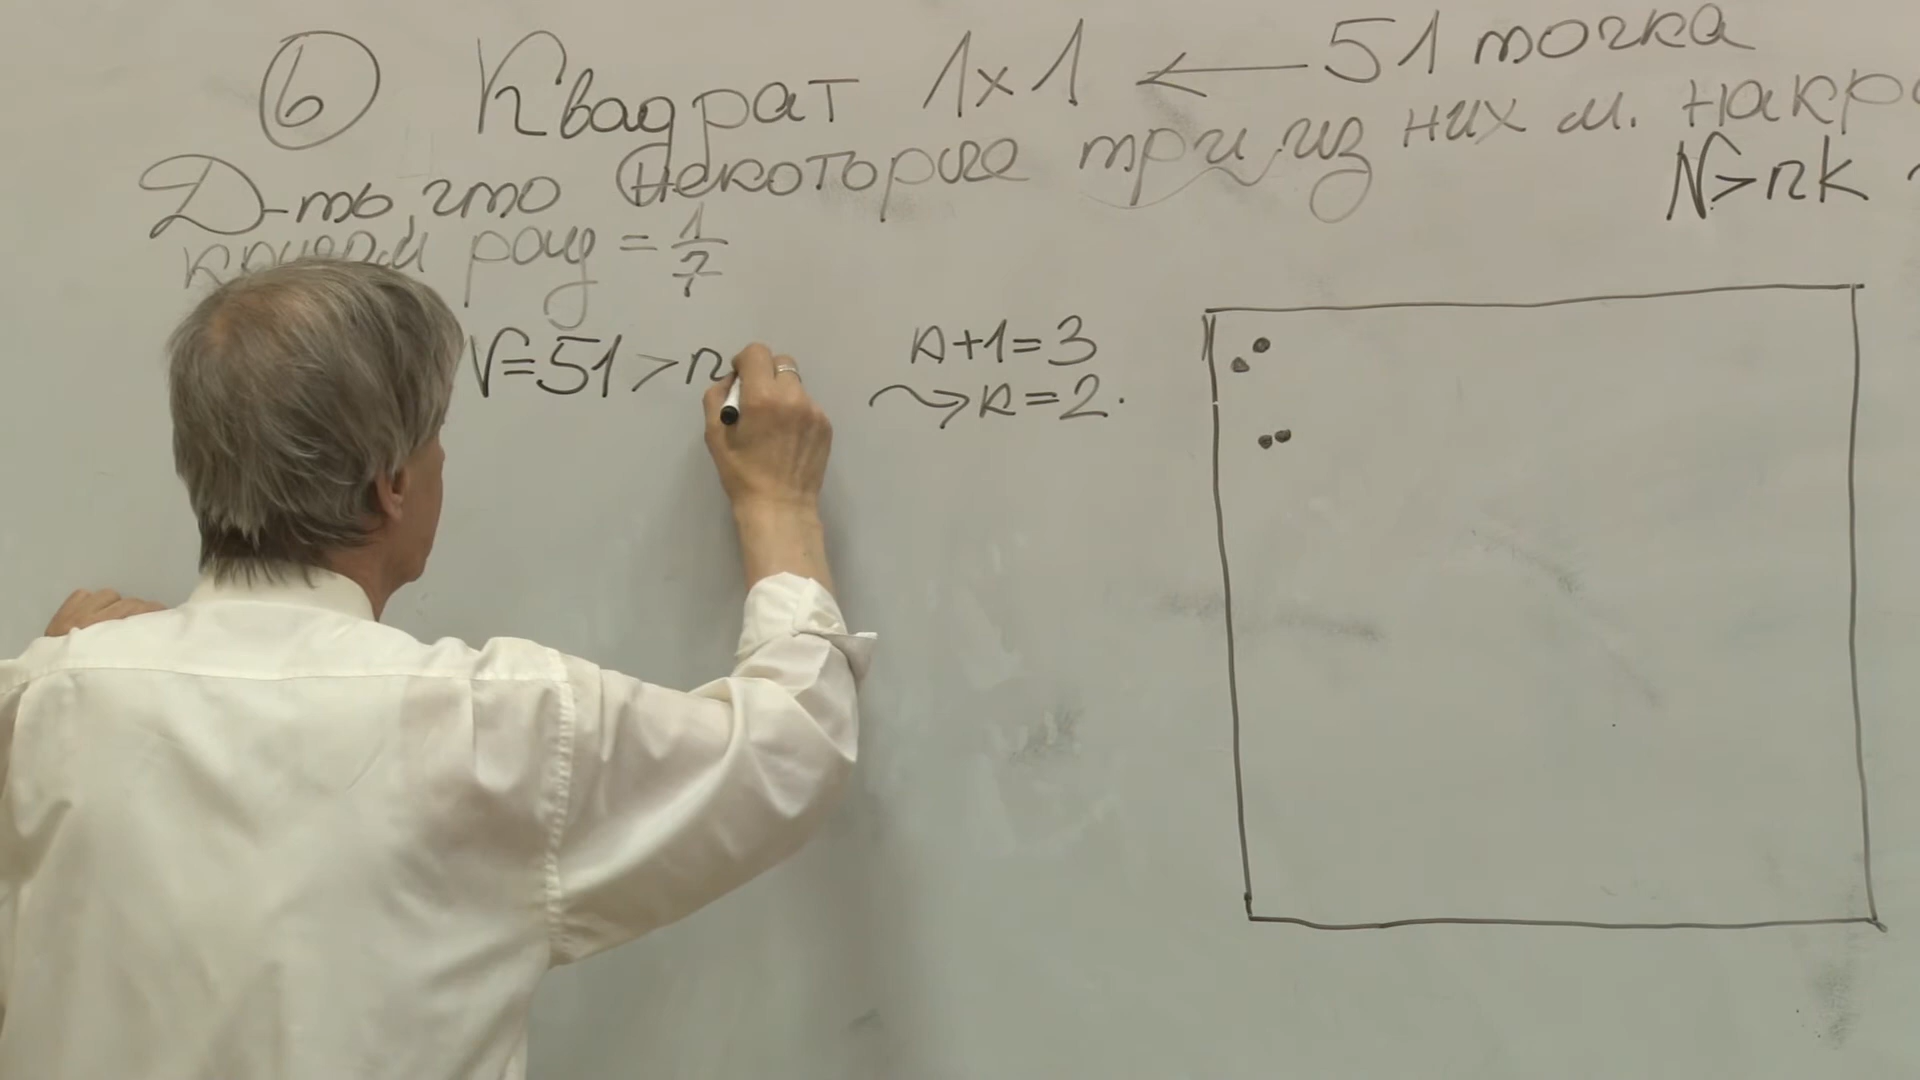 6 Квадрат 1×1 ← 51 точка
Д-ть, что некоторые три из них м. накр
N>nk
рад = 1/7
N=51>n
k+1=3
k=2.